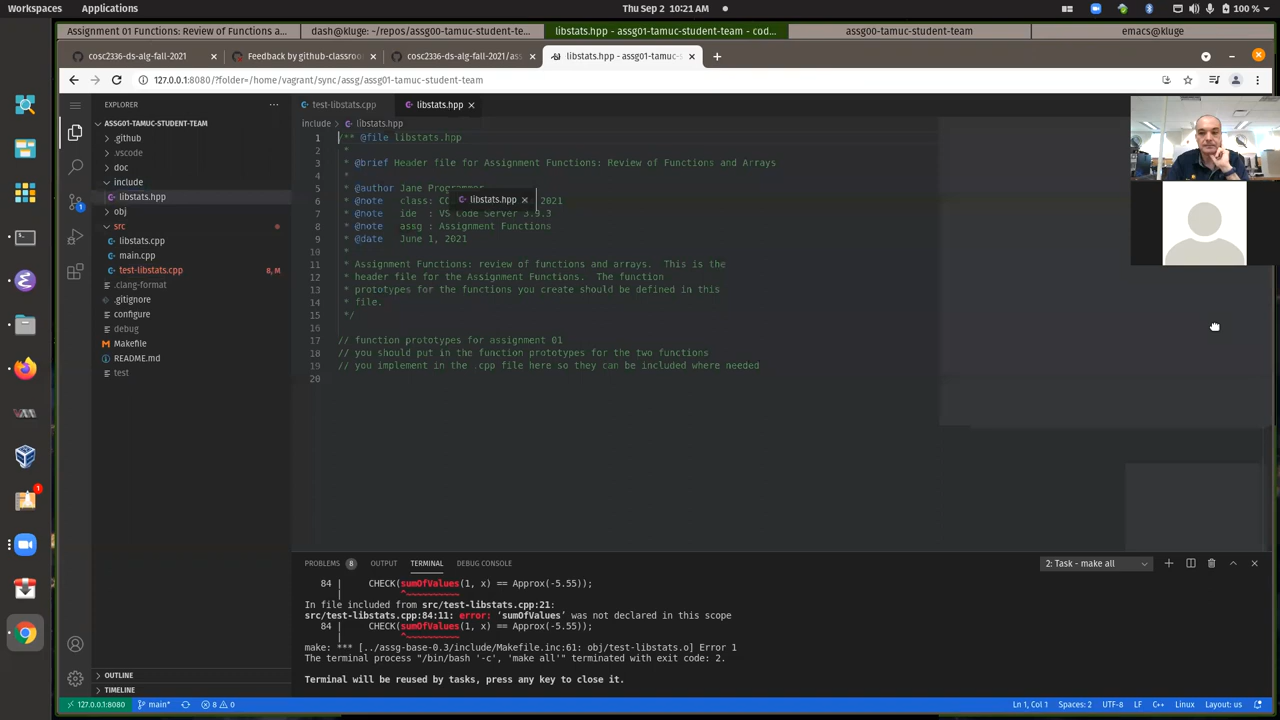 Workspaces Applications Thu Sep 2 10:21 AM 100 %
Assignment 01 Functions: Review of Functions a... dash@kluge: ~/repos/assg00-tamuc-student-te... libstats.hpp - assg01-tamuc-student-team - cod... assg00-tamuc-student-team emacs@kluge
cosc2336-ds-alg-fall-2021 Feedback by github-classroo cosc2336-ds-alg-fall-2021/ass libstats.hpp - assg01-tamuc-s
127.0.0.1:8080/?folder=/home/vagrant/sync/assg/assg01-tamuc-student-team
EXPLORER
test-libstats.cpp libstats.hpp
ASSG01-TAMUC-STUDENT-TEAM
.github
.vscode
doc
include
libstats.hpp
obj
src
libstats.cpp
main.cpp
test-libstats.cpp 8, M
.clang-format
.gitignore
configure
debug
Makefile
README.md
test
OUTLINE
TIMELINE
1
1
include > libstats.hpp
1 /** @file libstats.hpp
2 *
3 * @brief Header file for Assignment Functions: Review of Functions and Arrays
4 *
5 * @author Jane Programmer
6 * @note class: CO 2021
libstats.hpp
7 * @note ide : VS Code Server 3.9.3
8 * @note assg : Assignment Functions
9 * @date June 1, 2021
10 *
11 * Assignment Functions: review of functions and arrays. This is the
12 * header file for the Assignment Functions. The function
13 * prototypes for the functions you create should be defined in this
14 * file.
15 */
16
17 // function prototypes for assignment 01
18 // you should put in the function prototypes for the two functions
19 // you implement in the .cpp file here so they can be included where needed
20
PROBLEMS 8 OUTPUT TERMINAL DEBUG CONSOLE 2: Task - make all
84 | CHECK(sumOfValues(1, x) == Approx(-5.55));
| ^~~~~~~~~~~
In file included from src/test-libstats.cpp:21:
src/test-libstats.cpp:84:11: error: ‘sumOfValues’ was not declared in this scope
84 | CHECK(sumOfValues(1, x) == Approx(-5.55));
| ^~~~~~~~~~~
make: *** [../assg-base-0.3/include/Makefile.inc:61: obj/test-libstats.o] Error 1
The terminal process "/bin/bash '-c', 'make all'" terminated with exit code: 2.
Terminal will be reused by tasks, press any key to close it.
127.0.0.1:8080 main* 8 0 Ln 1, Col 1 Spaces: 2 UTF-8 LF C++ Linux Layout: us